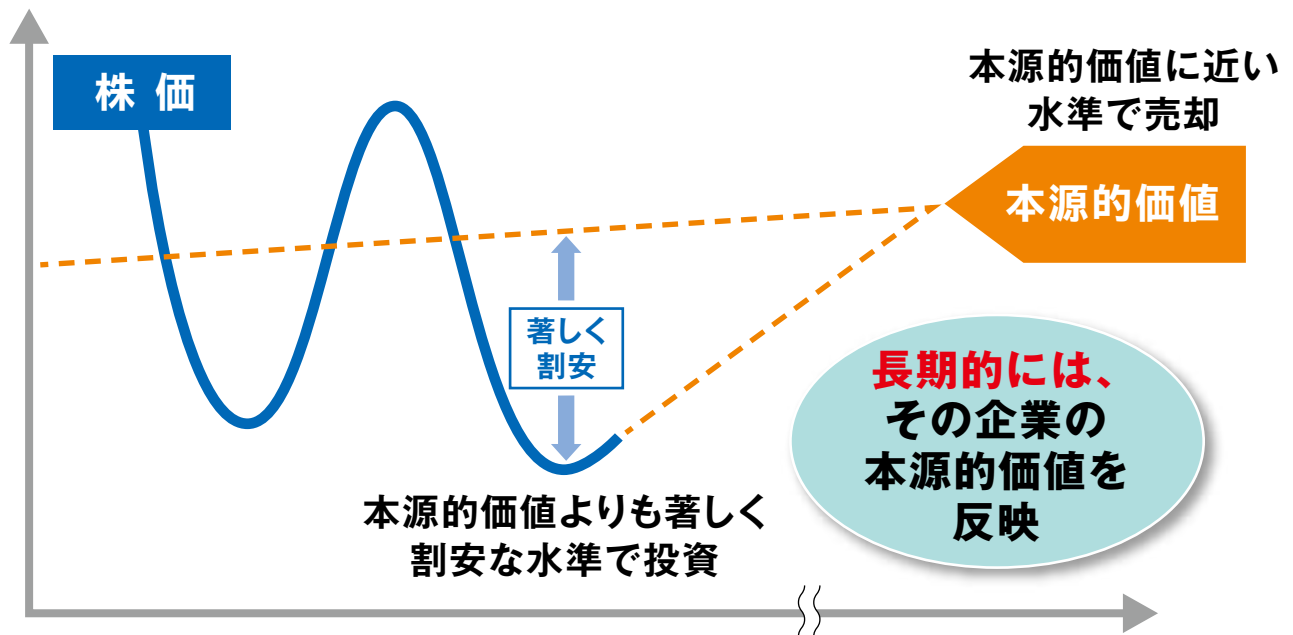 株 価
本源的価値に近い
水準で売却
本源的価値
著しく
割安
長期的には、
その企業の
本源的価値を
反映
本源的価値よりも著しく
割安な水準で投資